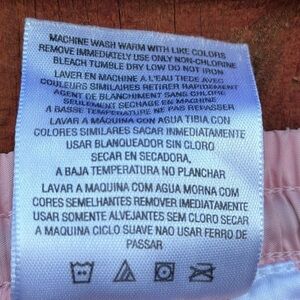 MACHINE WASH WARM WITH LIKE COLORS
REMOVE IMMEDIATELY USE ONLY NON-CHLORINE
BLEACH TUMBLE DRY LOW DO NOT IRON
LAVER EN MACHINE A L'EAU TIEDE AVEC
COULEURS SIMILAIRES RETIRER RAPIDEMENT
AGENT DE BLANCHIMENT SANS CHLORE
SEULEMENT SECHAGE EN MACHINE
A BASSE TEMPERATURE NE PAS REPASSER
LAVAR A MAQUINA CON AGUA TIBIA CON
COLORES SIMILARES SACAR INMEDIATAMENTE
USAR BLANQUEADOR SIN CLORO
SECAR EN SECADORA,
A BAJA TEMPERATURA NO PLANCHAR
LAVAR A MAQUINA COM AGUA MORNA COM
CORES SEMELHANTES REMOVER IMEDIATAMENTE
USAR SOMENTE ALVEJANTES SEM CLORO SECAR
A MAQUINA CICLO SUAVE NAO USAR FERRO DE
PASSAR